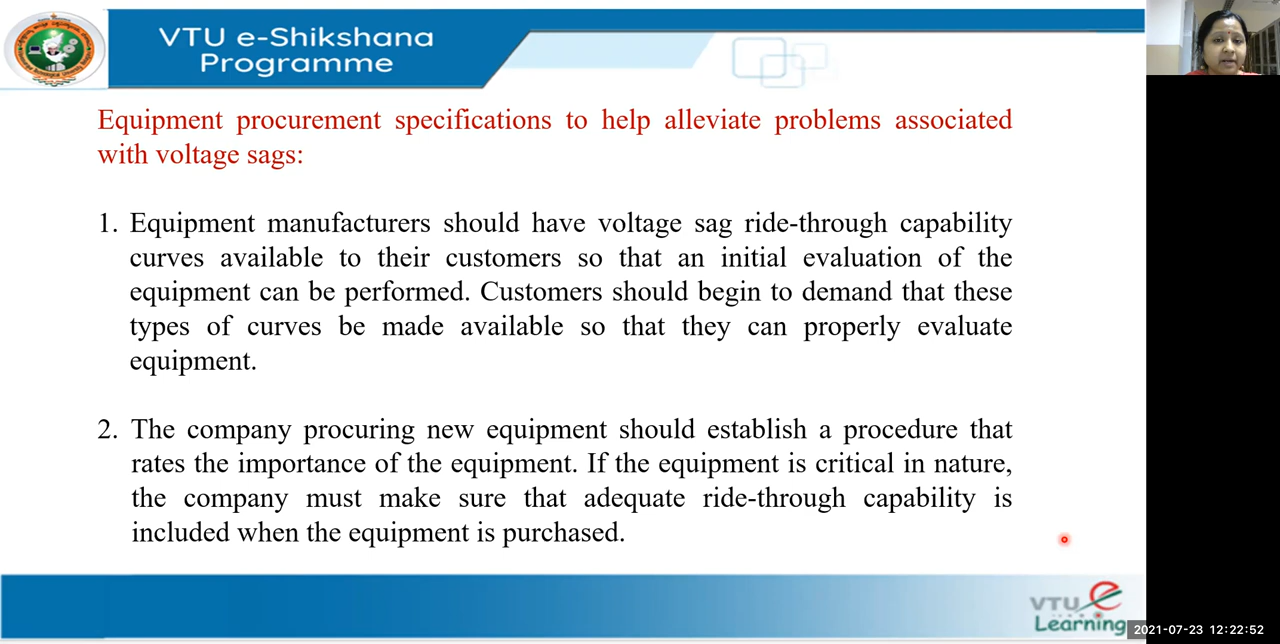 VTU e-Shikshana
Programme
Equipment procurement specifications to help alleviate problems associated
with voltage sags:
1. Equipment manufacturers should have voltage sag ride-through capability
curves available to their customers so that an initial evaluation of the
equipment can be performed. Customers should begin to demand that these
types of curves be made available so that they can properly evaluate
equipment.
2. The company procuring new equipment should establish a procedure that
rates the importance of the equipment. If the equipment is critical in nature,
the company must make sure that adequate ride-through capability is
included when the equipment is purchased.
VTU e
Learning
2021-07-23 12:22:52